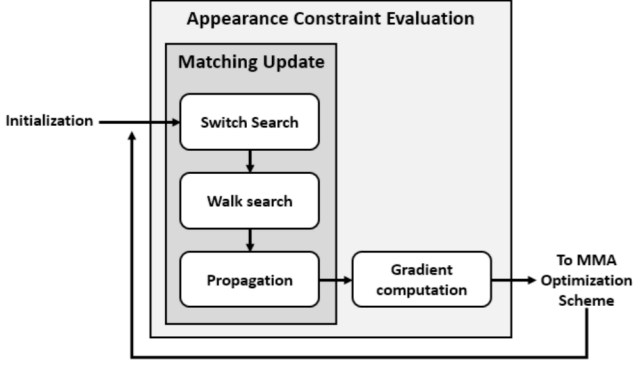 Appearance Constraint Evaluation
Matching Update
Initialization
Switch Search
Walk search
Propagation
Gradient
computation
To MMA
Optimization
Scheme